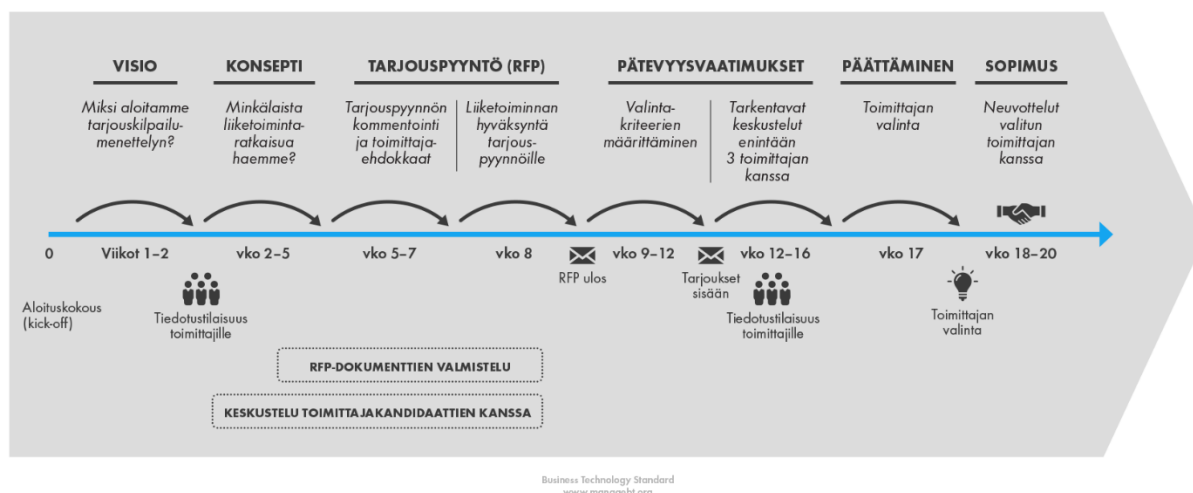 VISIO
Miksi aloitamme
tarjouskilpailu-
menettelyn?
KONSEPTI
Minkälaista
liiketoiminta-
ratkaisua
haemme?
TARJOUSPYYNTÖ (RFP)
Tarjouspyynnön
kommentointi
ja toimittaja-
ehdokkaat
Liiketoiminnan
hyväksyntä
tarjous-
pyynnöille
PÄTEVYYSVAATIMUKSET
Valinta-
kriteerien
määrittäminen
Tarkentavat
keskustelut
enintään
3 toimittajan
kanssa
PÄÄTTÄMINEN
Toimittajan
valinta
SOPIMUS
Neuvottelut
valitun
toimittajan
kanssa
0
Viikot 1–2
vko 2–5
vko 5–7
vko 8
vko 9–12
vko 12–16
vko 17
vko 18–20
Aloituskokous
(kick-off)
Tiedotustilaisuus
toimittajille
RFP ulos
Tarjoukset
sisään
Tiedotustilaisuus
toimittajille
Toimittajan
valinta
RFP-DOKUMENTTIEN VALMISTELU
KESKUSTELU TOIMITTAJAKANDIDAATTIEN KANSSA
Business Technology Standard
www.managebt.org